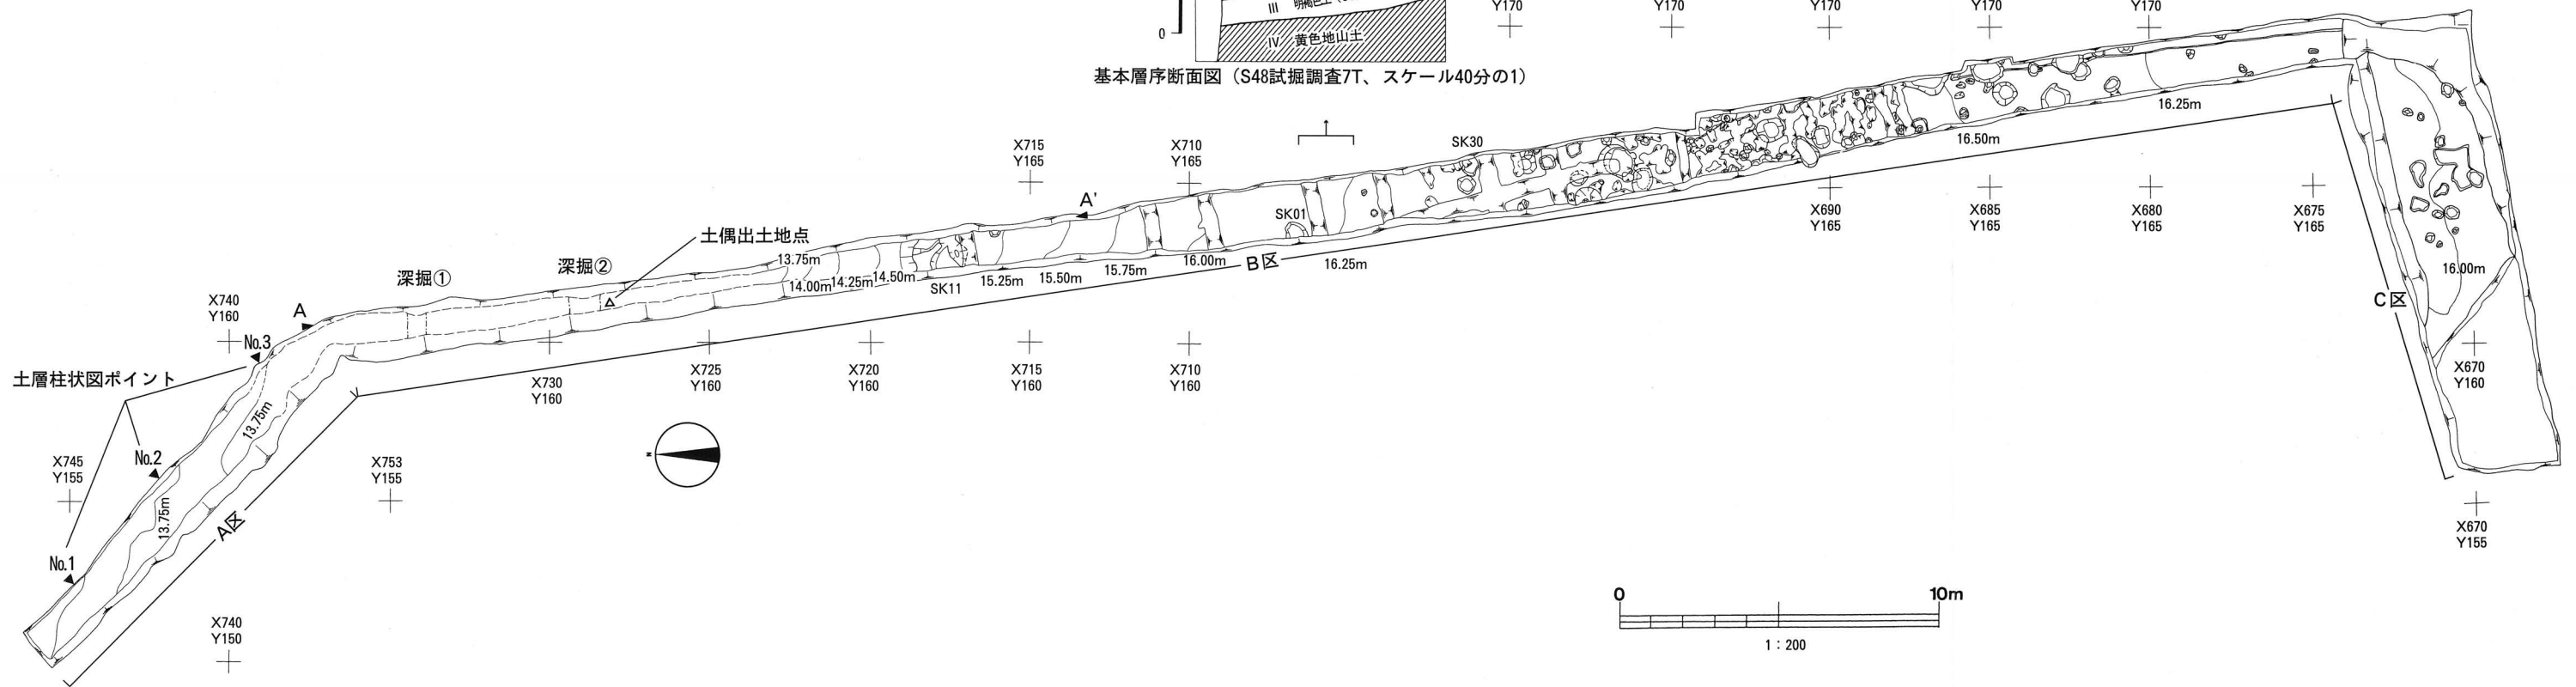 Ⅲ
0
Ⅳ 黄色地山土
基本層序断面図（S48試掘調査7T、スケール40分の1）
Y170
Y170
Y170
Y170
Y170
16.25m
16.50m
SK30
X715
Y165
X710
Y165
A'
SK01
X690
Y165
X685
Y165
X680
Y165
X675
Y165
土偶出土地点
深掘①
深掘②
13.75m
14.00m
14.25m
14.50m
SK11
15.25m
15.50m
15.75m
16.00m
B区
16.25m
16.00m
C区
X740
Y160
A
No.3
土層柱状図ポイント
X730
Y160
X725
Y160
X720
Y160
X715
Y160
X710
Y160
X670
Y160
13.75m
N
X745
Y155
No.2
X753
Y155
13.75m
A区
X670
Y155
No.1
X740
Y150
0
10m
1：200